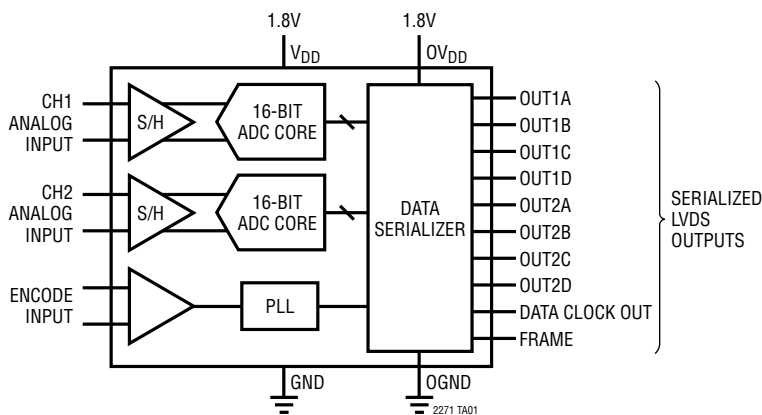 1.8V
1.8V
VDD
OVDD
CH1
ANALOG
INPUT
S/H
16-BIT
ADC CORE
CH2
ANALOG
INPUT
S/H
16-BIT
ADC CORE
ENCODE
INPUT
PLL
DATA
SERIALIZER
OUT1A
OUT1B
OUT1C
OUT1D
OUT2A
OUT2B
OUT2C
OUT2D
DATA CLOCK OUT
FRAME
SERIALIZED
LVDS
OUTPUTS
GND
OGND
2271 TA01